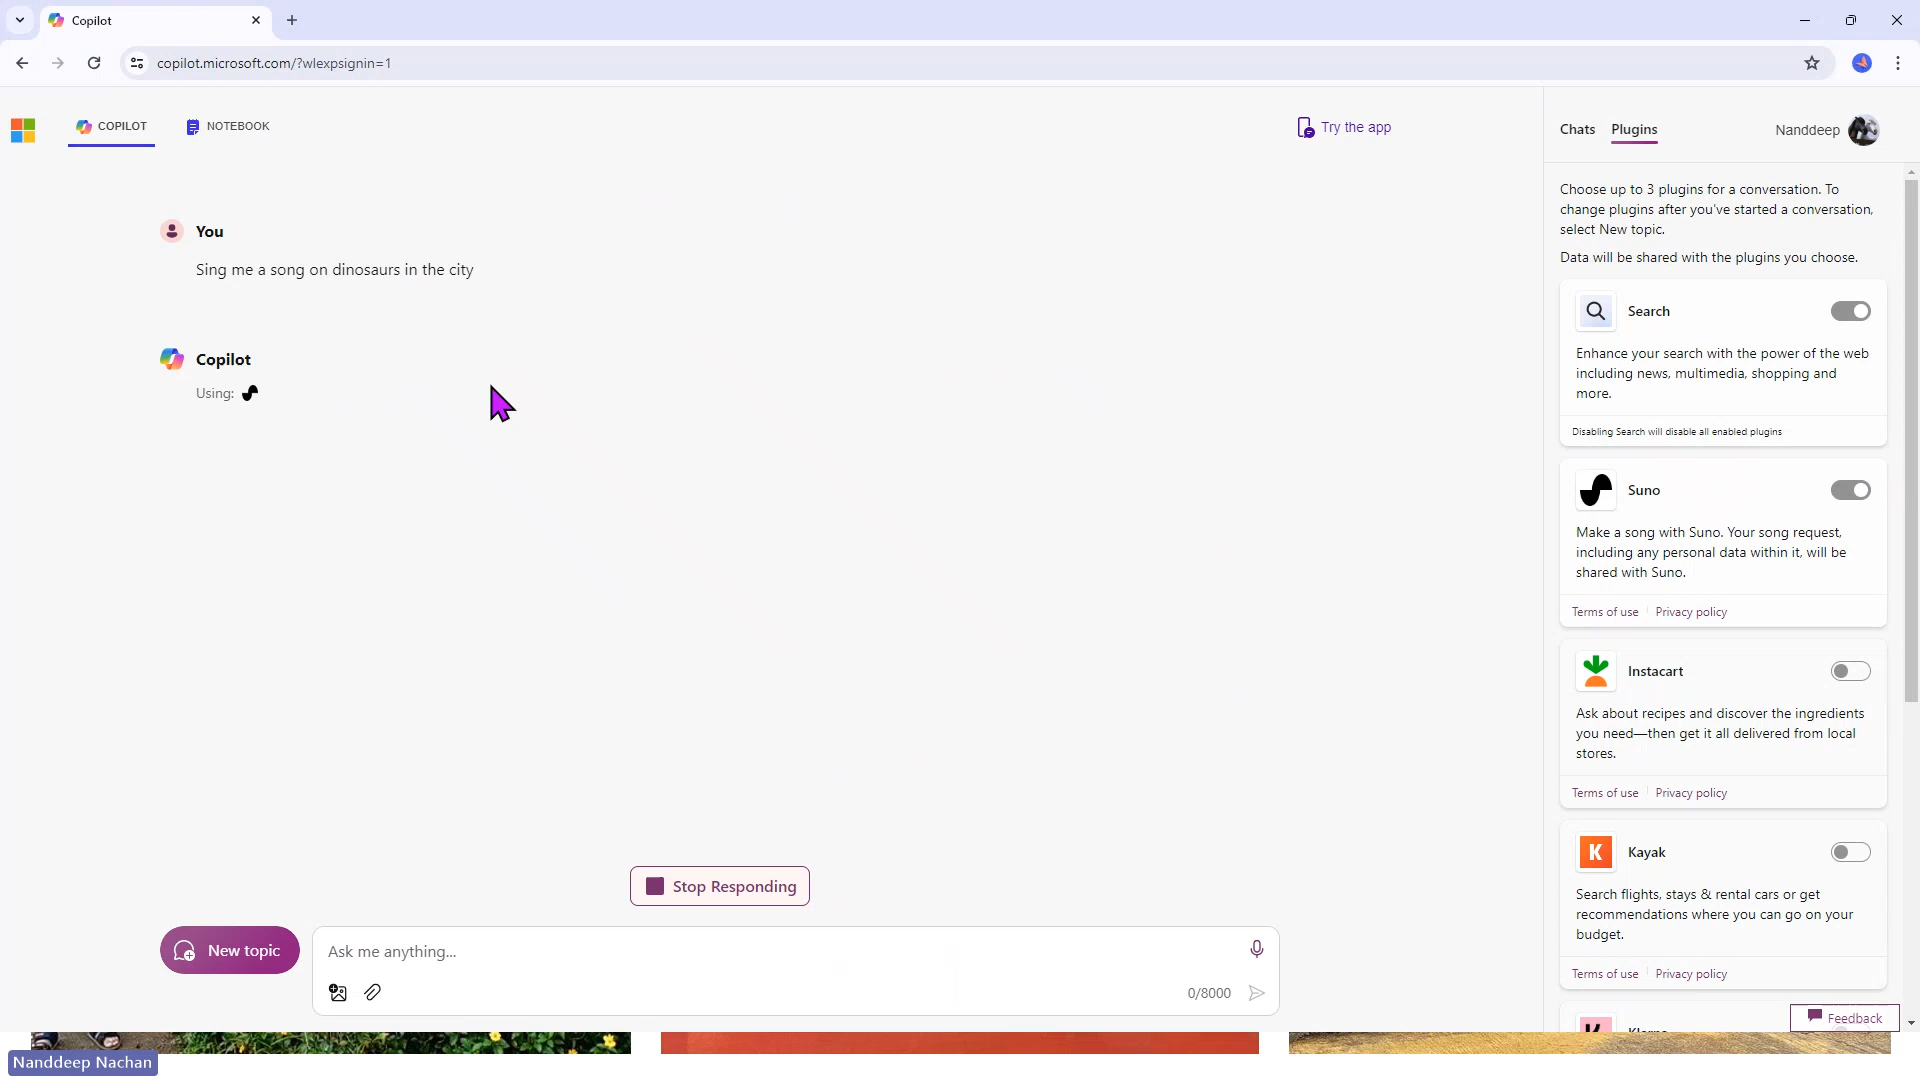 Copilot
copilot.microsoft.com/?wlexpsignin=1
COPILOT
NOTEBOOK
Try the app
Chats
Plugins
Nanddeep
You
Sing me a song on dinosaurs in the city
Copilot
Using:
Stop Responding
New topic
Ask me anything...
0/8000
Choose up to 3 plugins for a conversation. To
change plugins after you've started a conversation,
select New topic.
Data will be shared with the plugins you choose.
Search
Enhance your search with the power of the web
including news, multimedia, shopping and
more.
Disabling Search will disable all enabled plugins
Suno
Make a song with Suno. Your song request,
including any personal data within it, will be
shared with Suno.
Terms of use
Privacy policy
Instacart
Ask about recipes and discover the ingredients
you need—then get it all delivered from local
stores.
Terms of use
Privacy policy
K
Kayak
Search flights, stays & rental cars or get
recommendations where you can go on your
budget.
Terms of use
Privacy policy
Feedback
Nanddeep Nachan